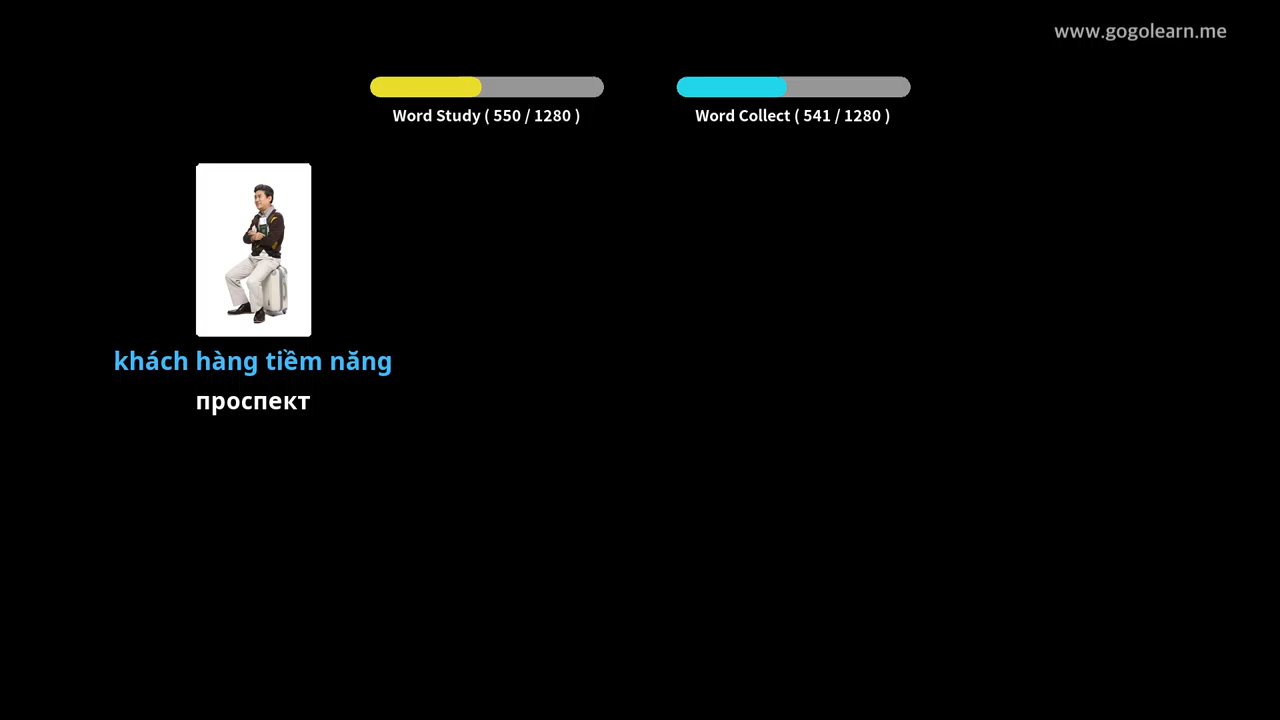 www.gogolearn.me
Word Study ( 550 / 1280 )
Word Collect ( 541 / 1280 )
khách hàng tiềm năng
проспект